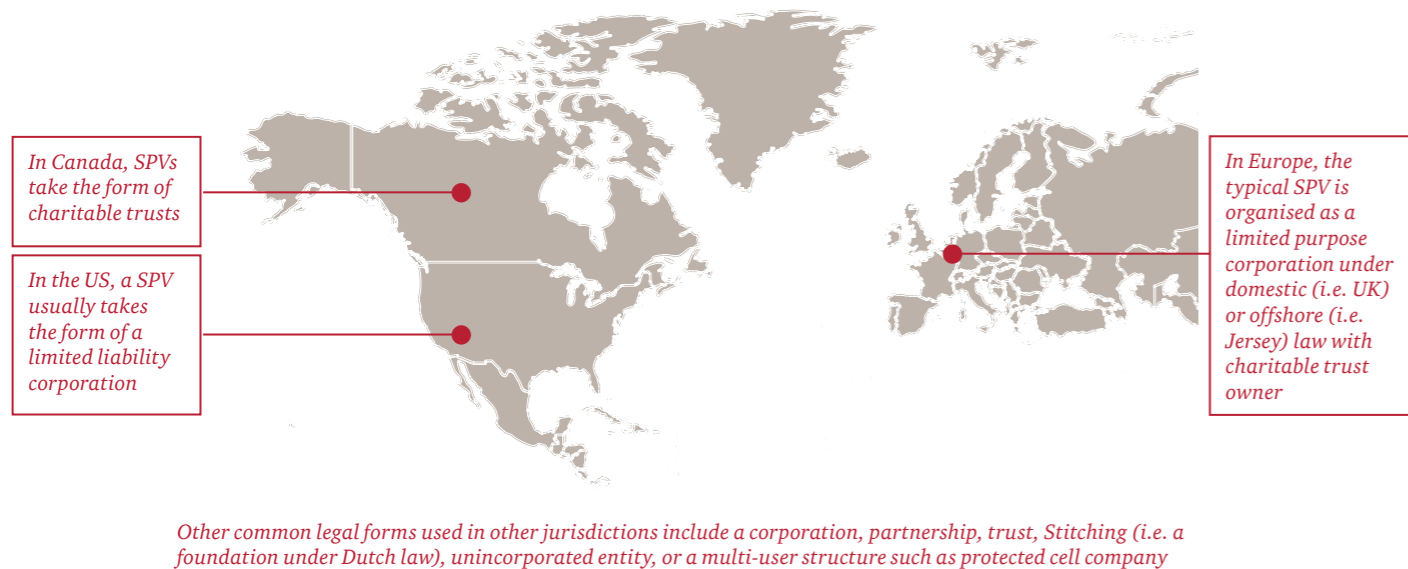 In Canada, SPVs
take the form of
charitable trusts
In the US, a SPV
usually takes
the form of a
limited liability
corporation
In Europe, the
typical SPV is
organised as a
limited purpose
corporation under
domestic (i.e. UK)
or offshore (i.e.
Jersey) law with
charitable trust
owner
Other common legal forms used in other jurisdictions include a corporation, partnership, trust, Stitching (i.e. a
foundation under Dutch law), unincorporated entity, or a multi-user structure such as protected cell company